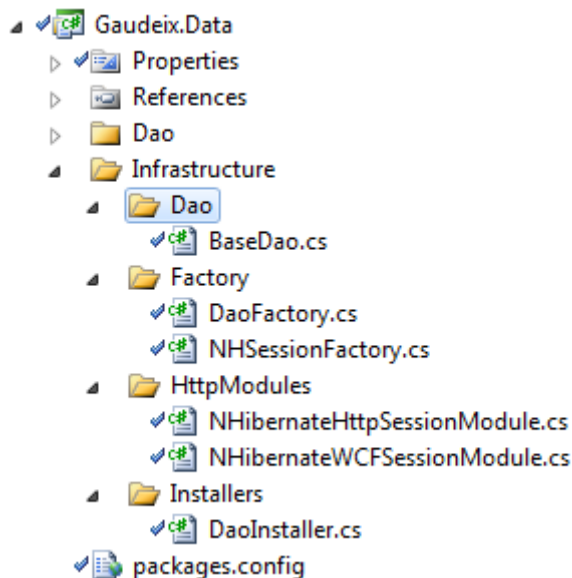 Gaudeix.Data
Properties
References
Dao
Infrastructure
Dao
BaseDao.cs
Factory
DaoFactory.cs
NHSessionFactory.cs
HttpModules
NHibernateHttpSessionModule.cs
NHibernateWCFSessionModule.cs
Installers
DaoInstaller.cs
packages.config